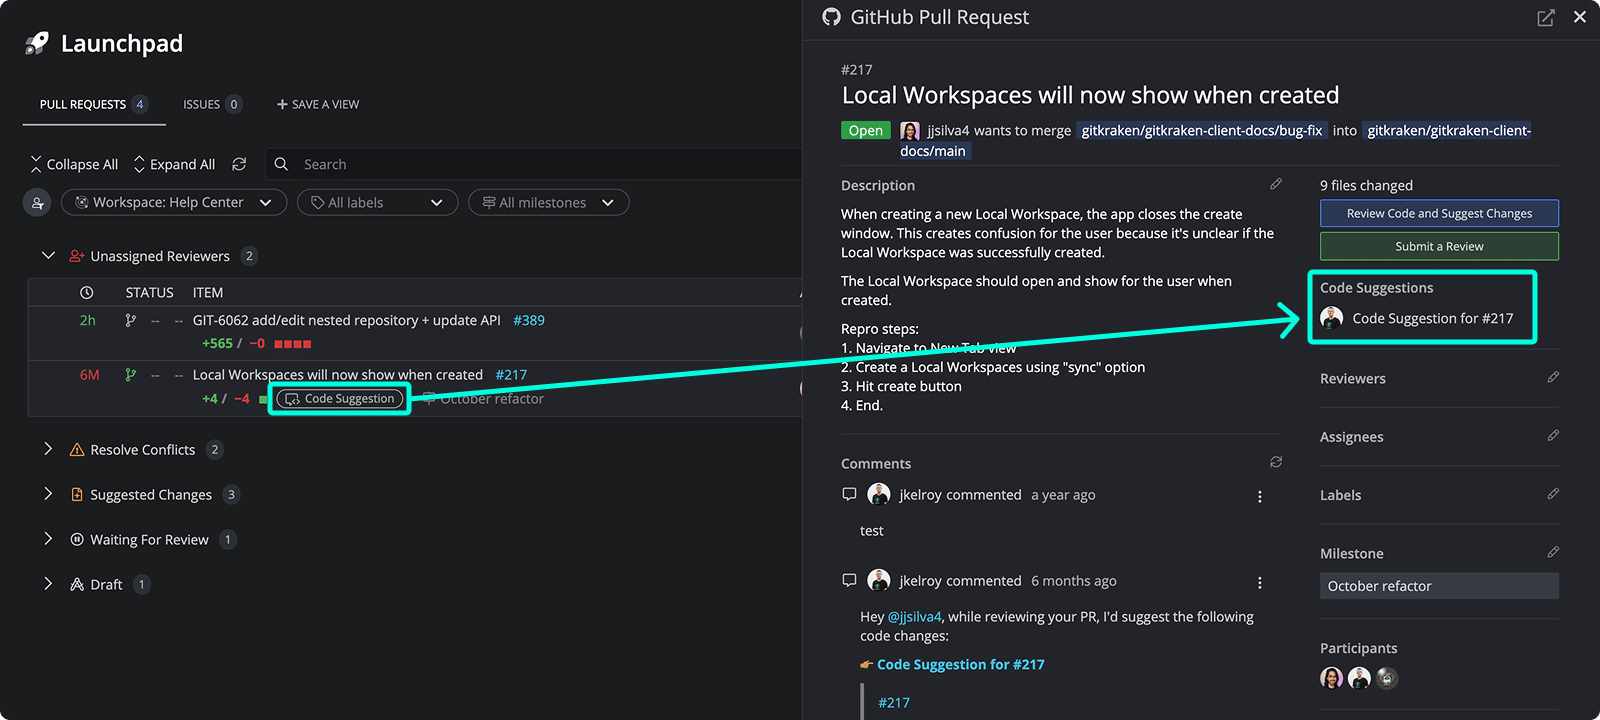 Launchpad
PULL REQUESTS 4
ISSUES 0
SAVE A VIEW
Collapse All
Expand All
Search
Workspace: Help Center
All labels
All milestones
Unassigned Reviewers 2
STATUS
ITEM
2h -- -- GIT-6062 add/edit nested repository + update API #389
+565 / −0
6M -- -- Local Workspaces will now show when created #217
+4 / −4 Code Suggestion October refactor
Resolve Conflicts 2
Suggested Changes 3
Waiting For Review 1
Draft 1
GitHub Pull Request
#217
Local Workspaces will now show when created
Open jjsilva4 wants to merge gitkraken/gitkraken-client-docs/bug-fix into gitkraken/gitkraken-client-
docs/main
Description
When creating a new Local Workspace, the app closes the create
window. This creates confusion for the user because it's unclear if the
Local Workspace was successfully created.
The Local Workspace should open and show for the user when
created.
Repro steps:
1. Navigate to New Tab view
2. Create a Local Workspaces using "sync" option
3. Hit create button
4. End.
Comments
jkelroy commented a year ago
test
jkelroy commented 6 months ago
Hey @jjsilva4, while reviewing your PR, I'd suggest the following
code changes:
Code Suggestion for #217
#217
9 files changed
Review Code and Suggest Changes
Submit a Review
Code Suggestions
Code Suggestion for #217
Reviewers
Assignees
Labels
Milestone
October refactor
Participants